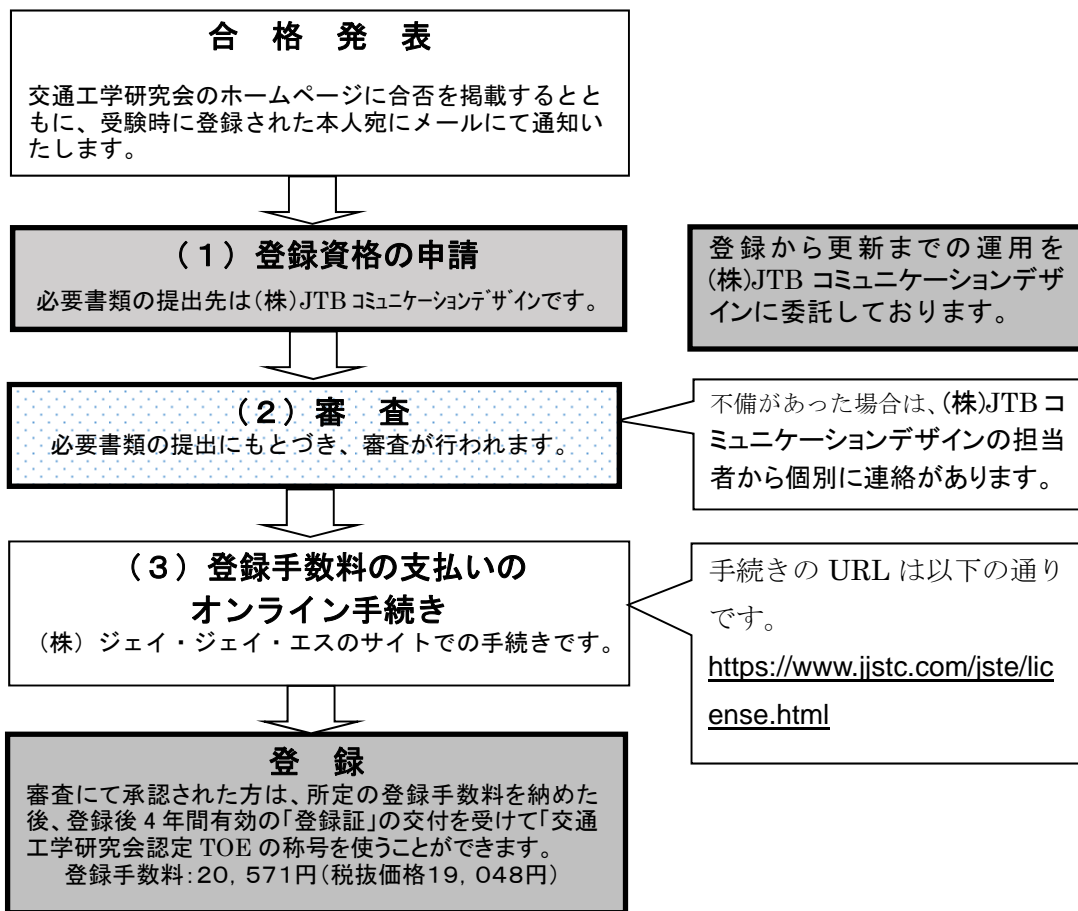 合 格 発 表
交通工学研究会のホームページに合否を掲載するとと
もに、受験時に登録された本人宛にメールにて通知い
たします。
（１）登録資格の申請
必要書類の提出先は(株)JTBｺﾐｭﾆｹｰｼｮﾝﾃﾞｻﾞｲﾝです。
登録から更新までの運用を
(株)JTB コミュニケーションデザ
インに委託しております。
（２）審 査
必要書類の提出にもとづき、審査が行われます。
不備があった場合は、(株)JTB コ
ミュニケーションデザインの担当
者から個別に連絡があります。
（３）登録手数料の支払いの
オンライン手続き
（株）ジェイ・ジェイ・エスのサイトでの手続きです。
手続きの URL は以下の通り
です。
https://www.jjstc.com/jste/lic
ense.html
登 録
審査にて承認された方は、所定の登録手数料を納めた
後、登録後 4 年間有効の「登録証」の交付を受けて「交通
工学研究会認定 TOE の称号を使うことができます。
登録手数料：２０，５７１円（税抜価格１９，０４８円）